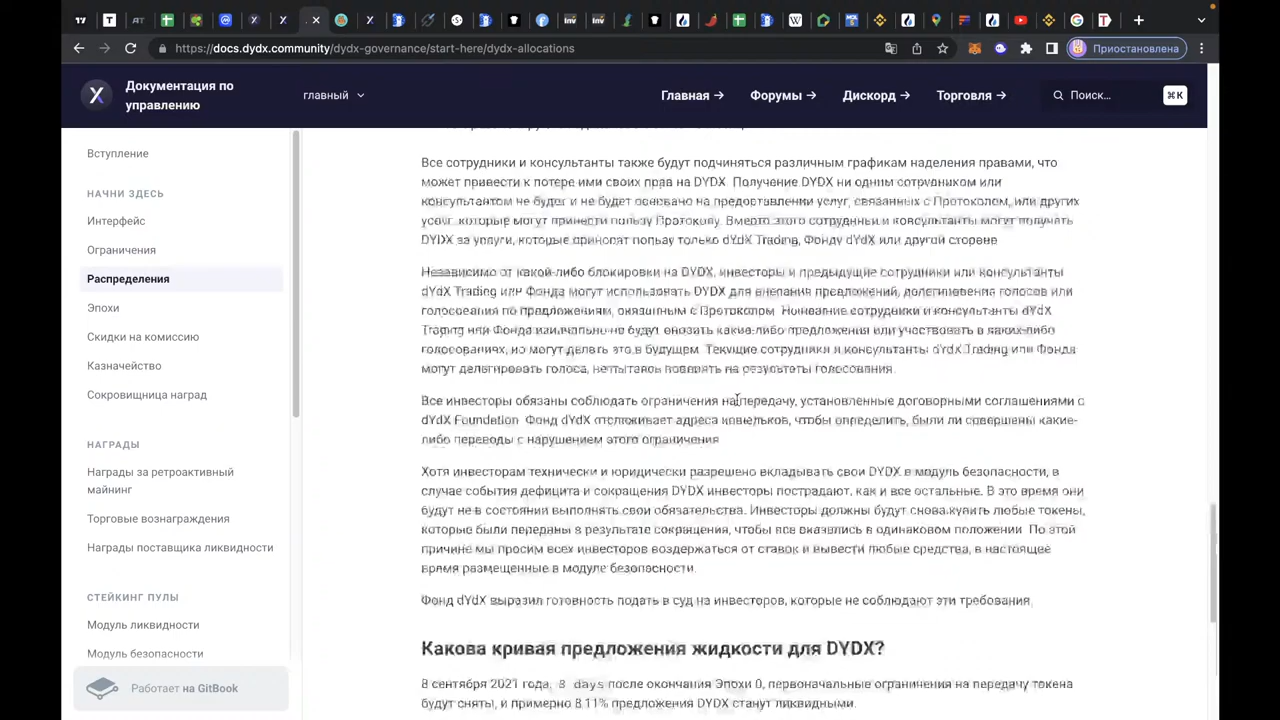 Приостановлена
https://docs.dydx.community/dydx-governance/start-here/dydx-allocations
Документация по
управлению
главный
Главная →
Форумы →
Дискорд →
Торговля →
Поиск...
⌘K
Вступление
НАЧНИ ЗДЕСЬ
Интерфейс
Ограничения
Распределения
Эпохи
Скидки на комиссию
Казначейство
Сокровищница наград
НАГРАДЫ
Награды за ретроактивный
майнинг
Торговые вознаграждения
Награды поставщика ликвидности
СТЕЙКИНГ ПУЛЫ
Модуль ликвидности
Модуль безопасности
Работает на GitBook
Все сотрудники и консультанты также будут подчиняться различным графикам наделения правами, что
может привести к потере ими своих прав на DYDX. Получение DYDX ни одним сотрудником или
консультантом не будет и не будет основано на предоставлении услуг, связанных с Протоколом, или других
услуг, которые могут принести пользу Протоколу. Вместо этого сотрудники и консультанты могут получать
DYDX за услуги, которые приносят пользу только dYdX Trading, Фонду dYdX или другой стороне
Независимо от какой-либо блокировки на DYDX, инвесторы и предыдущие сотрудники или консультанты
dYdX Trading или Фонда могут использовать DYDX для внесения предложений, делегирования голосов или
голосования по предложениям, связанным с Протоколом. Нынешние сотрудники и консультанты dYdX
Trading или Фонда изначально не будут вносить какие-либо предложения или участвовать в каких-либо
голосованиях, но могут делать это в будущем. Текущие сотрудники и консультанты dYdX Trading или Фонда
могут делегировать голоса, не пытаясь повлиять на результаты голосования.
Все инвесторы обязаны соблюдать ограничения на передачу, установленные договорными соглашениями с
dYdX Foundation. Фонд dYdX отслеживает адреса кошельков, чтобы определить, были ли совершены какие-
либо переводы с нарушением этого ограничения
Хотя инвесторам технически и юридически разрешено вкладывать свои DYDX в модуль безопасности, в
случае события дефицита и сокращения DYDX инвесторы пострадают, как и все остальные. В это время они
будут не в состоянии выполнять свои обязательства. Инвесторы должны будут снова купить любые токены,
которые были переданы в результате сокращения, чтобы все оказались в одинаковом положении. По этой
причине мы просим всех инвесторов воздержаться от ставок и вывести любые средства, в настоящее
время размещенные в модуле безопасности.
Фонд dYdX выразил готовность подать в суд на инвесторов, которые не соблюдают эти требования.
Какова кривая предложения жидкости для DYDX?
8 сентября 2021 года, 8 days после окончания Эпохи 0, первоначальные ограничения на передачу токена
будут сняты, и примерно 8,11% предложения DYDX станут ликвидными.